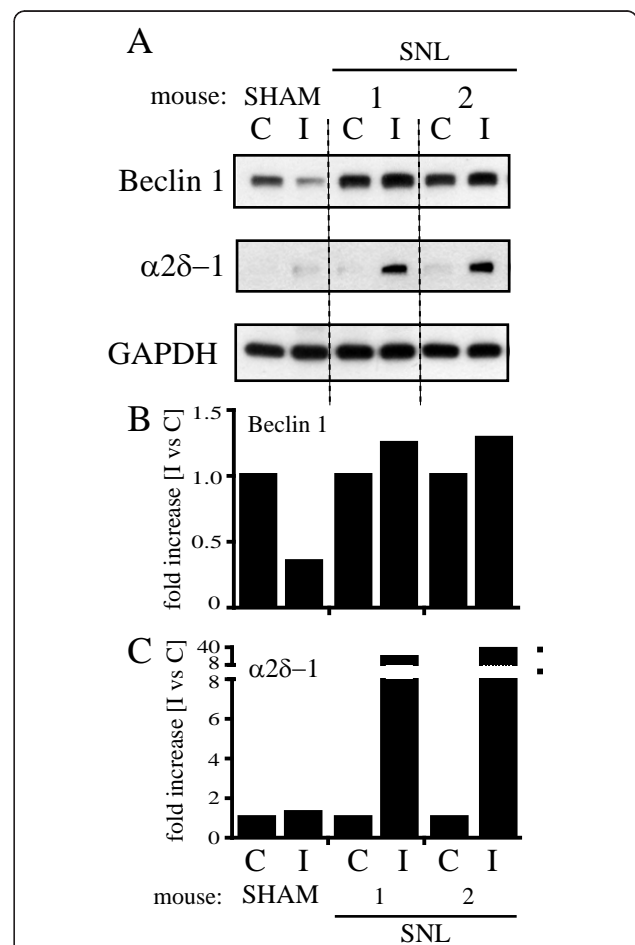 A
SNL
mouse: SHAM 1 2
C I C I C I
Beclin 1
α2δ–1
GAPDH
B
Beclin 1
fold increase [I vs C]
1.5
1.0
0.5
0
C
α2δ–1
fold increase [I vs C]
40
8
8
6
4
2
0
C I C I C I
mouse: SHAM 1 2
SNL